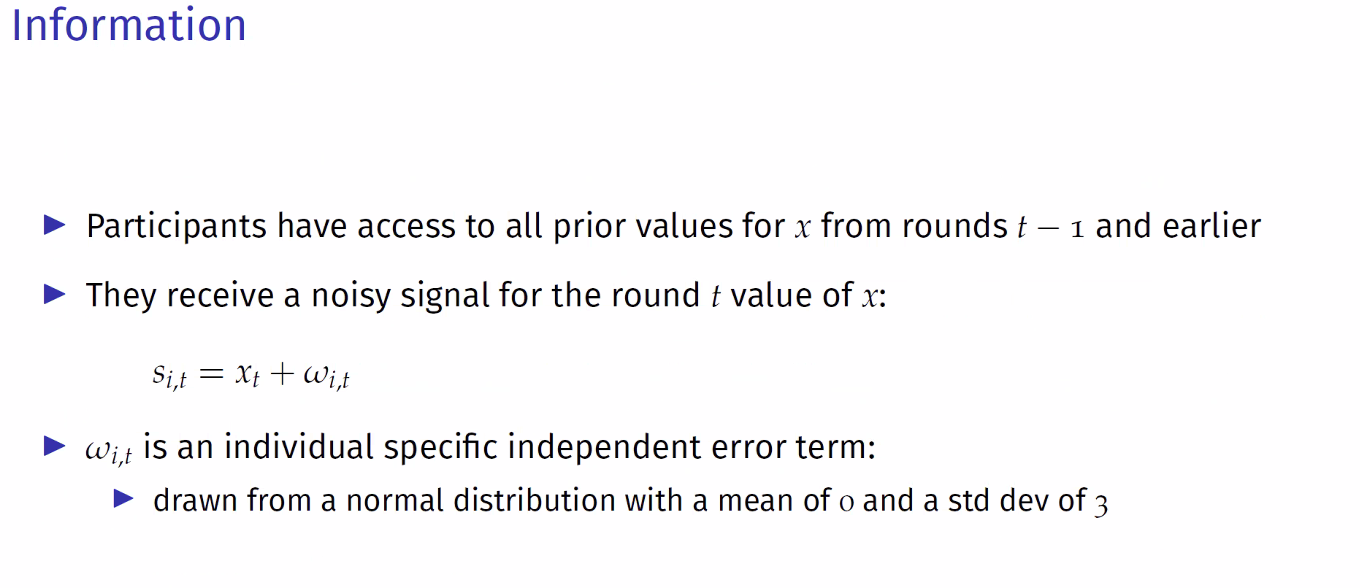 Information
▶ Participants have access to all prior values for x from rounds t − 1 and earlier
▶ They receive a noisy signal for the round t value of x:
s_{i,t} = x_t + ω_{i,t}
▶ ω_{i,t} is an individual specific independent error term:
▶ drawn from a normal distribution with a mean of 0 and a std dev of 3